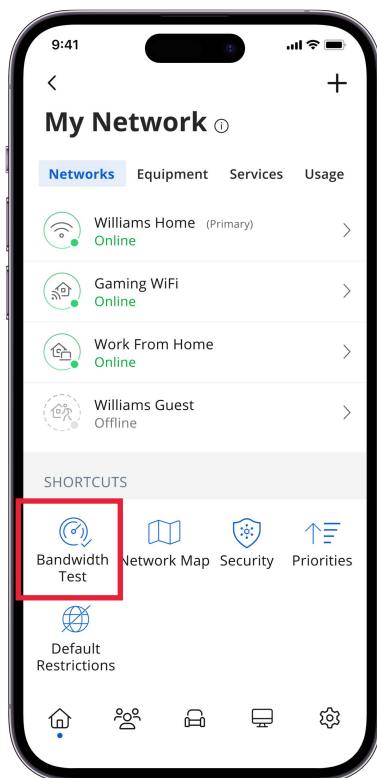 9:41
My Network
Networks Equipment Services Usage
Williams Home (Primary)
Online
Gaming WiFi
Online
Work From Home
Online
Williams Guest
Offline
SHORTCUTS
Bandwidth Test
Network Map
Security
Priorities
Default Restrictions